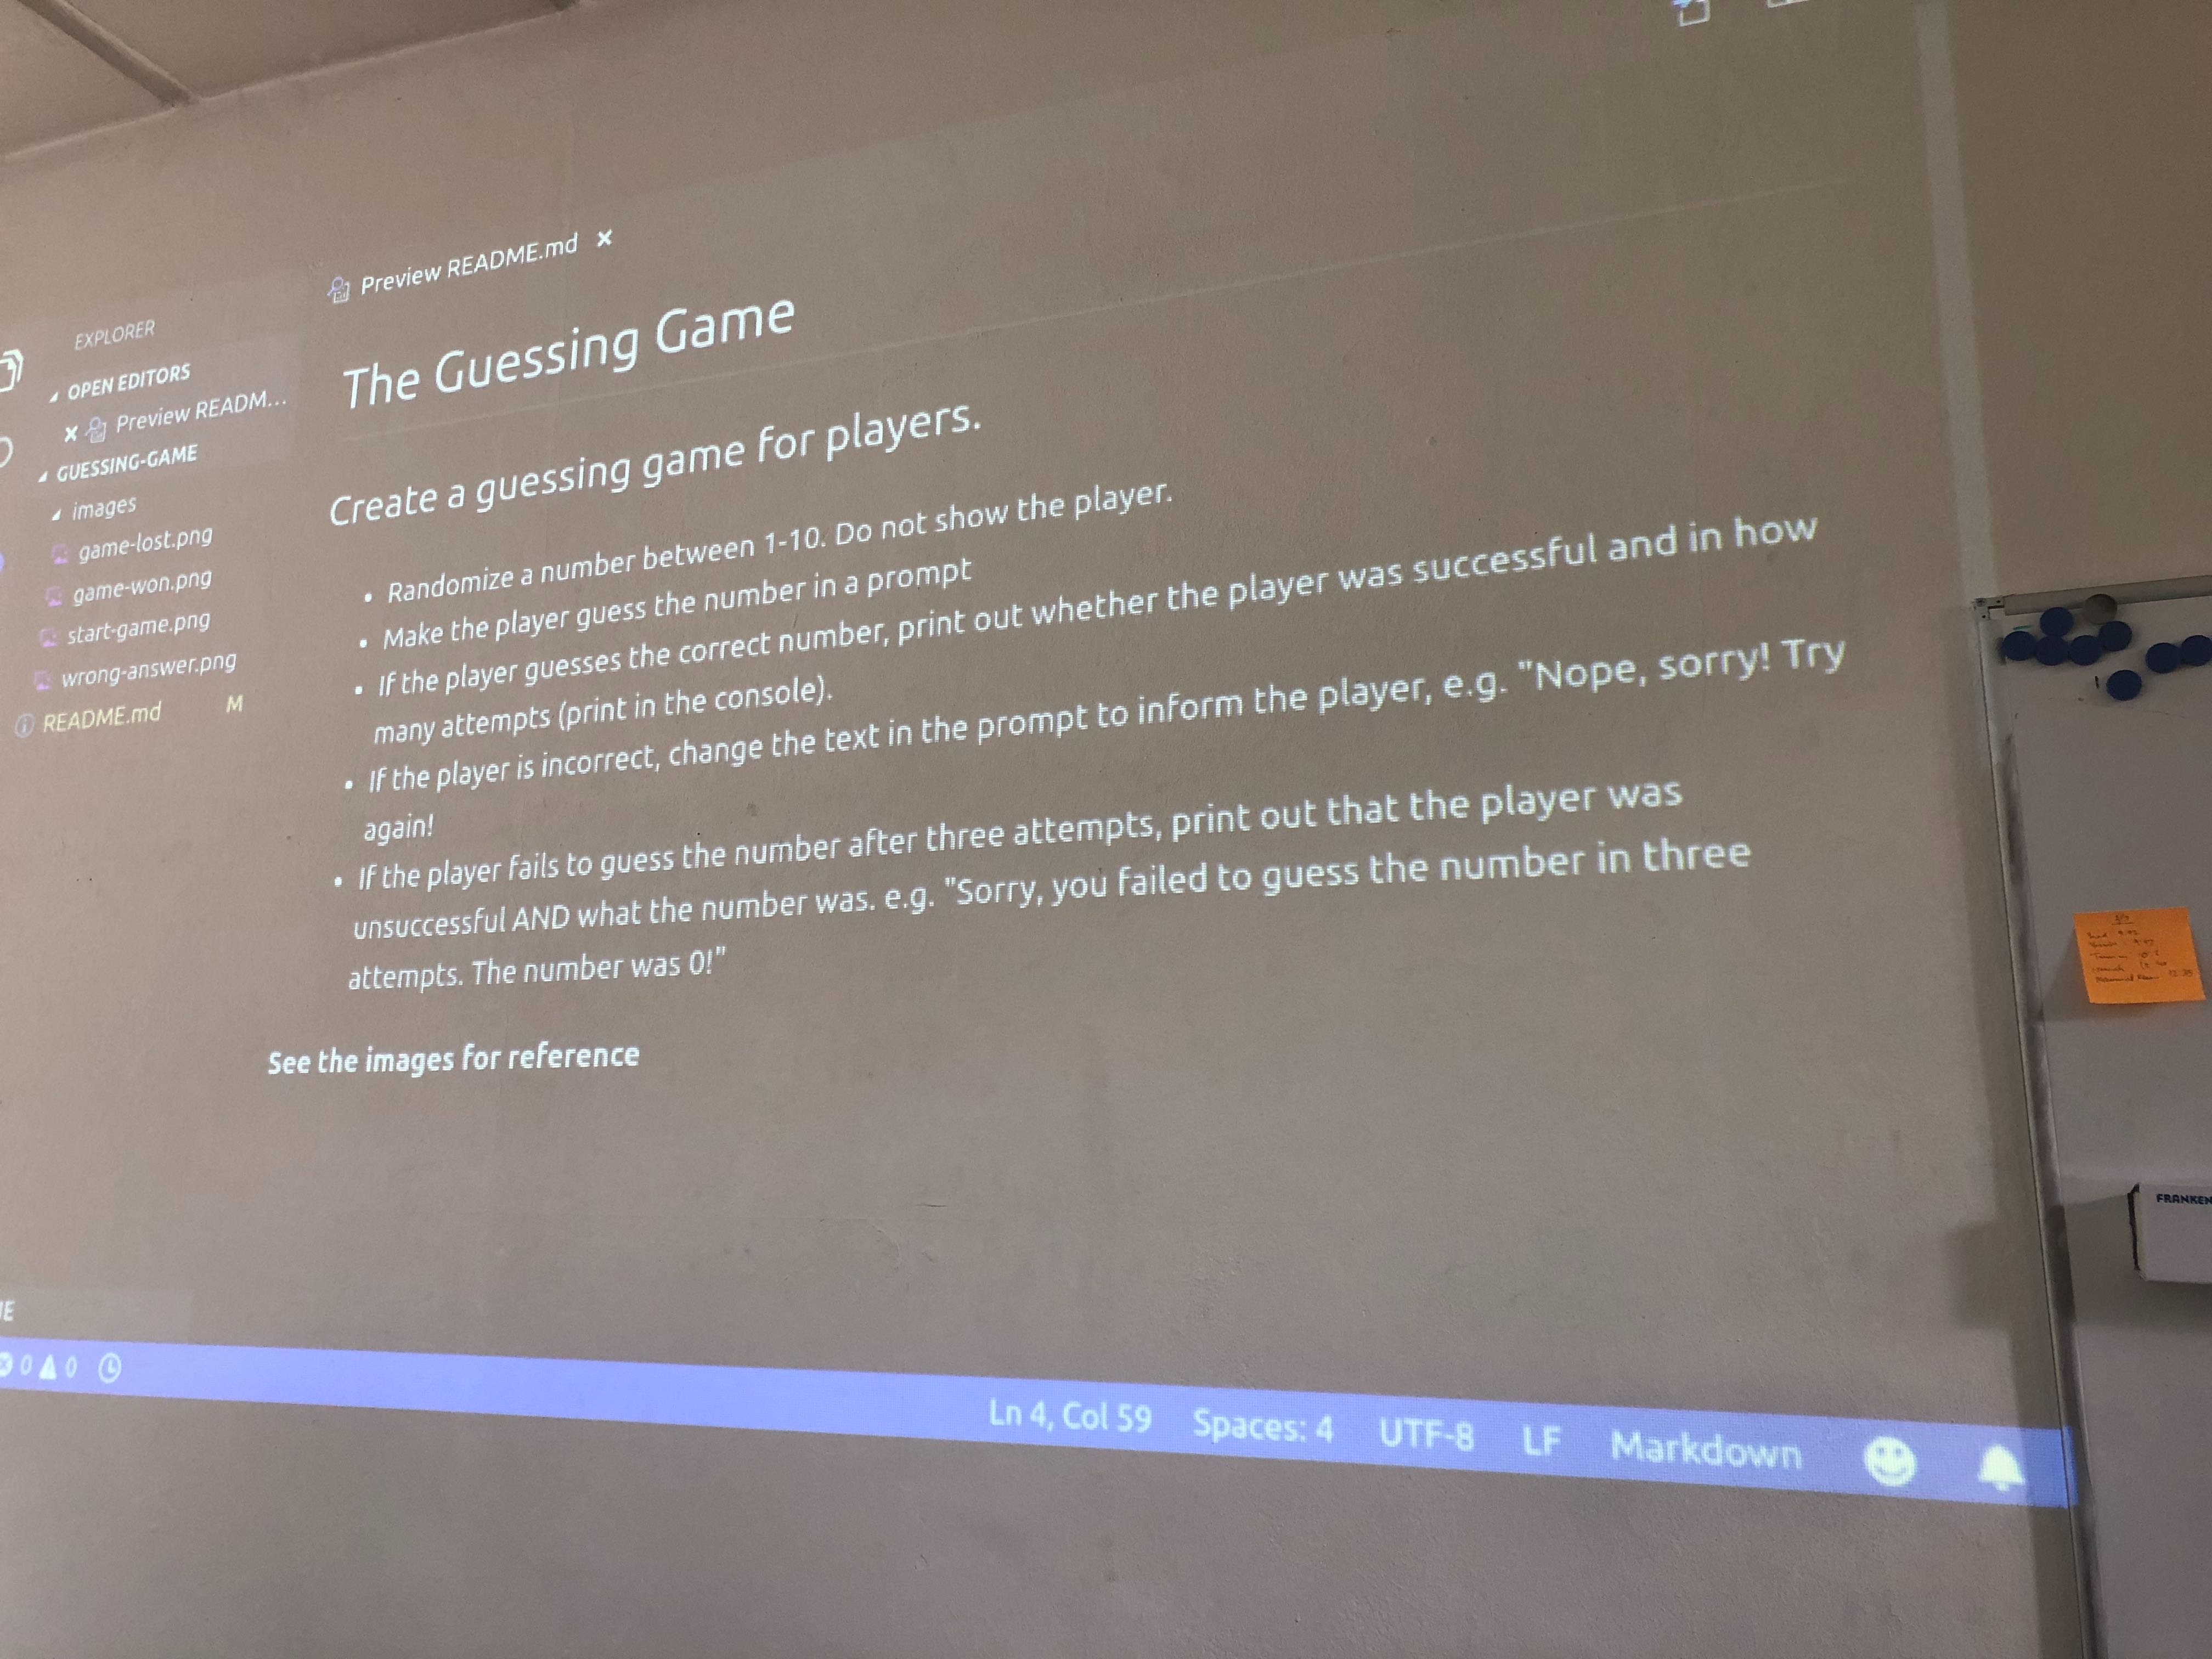 Preview README.md
EXPLORER
OPEN EDITORS
Preview READM...
GUESSING-GAME
images
game-lost.png
game-won.png
start-game.png
wrong-answer.png
README.md M
The Guessing Game
Create a guessing game for players.
• Randomize a number between 1-10. Do not show the player.
• Make the player guess the number in a prompt
• If the player guesses the correct number, print out whether the player was successful and in how
many attempts (print in the console).
• If the player is incorrect, change the text in the prompt to inform the player, e.g. "Nope, sorry! Try
again!
• If the player fails to guess the number after three attempts, print out that the player was
unsuccessful AND what the number was. e.g. "Sorry, you failed to guess the number in three
attempts. The number was 0!"
See the images for reference
0 0
Ln 4, Col 59 Spaces: 4 UTF-8 LF Markdown
FRANKEN